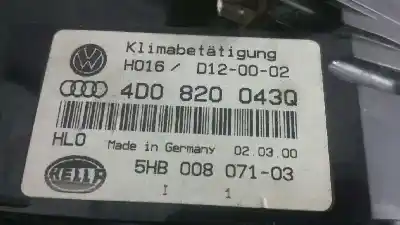 Klimabetätigung
H016/ D12-00-02
4D0 820 043Q
HLO Made in Germany 02.03.00
HELLA 5HB 008 071-03
I 1